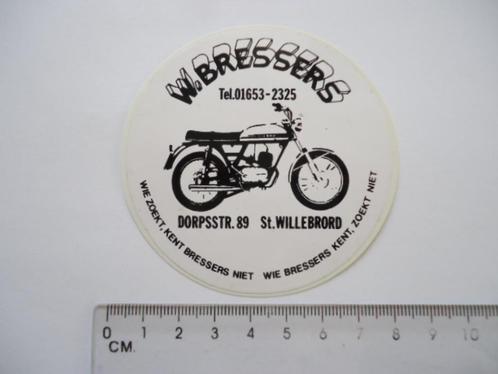 W.BRESSERS
Tel.01653-2325
DORPSSTR.89 St.WILLEBRORD
WIE ZOEKT, KENT BRESSERS NIET WIE BRESSERS KENT, ZOEKT NIET
0 1 2 3 4 5 6 7 8 9 10
CM.